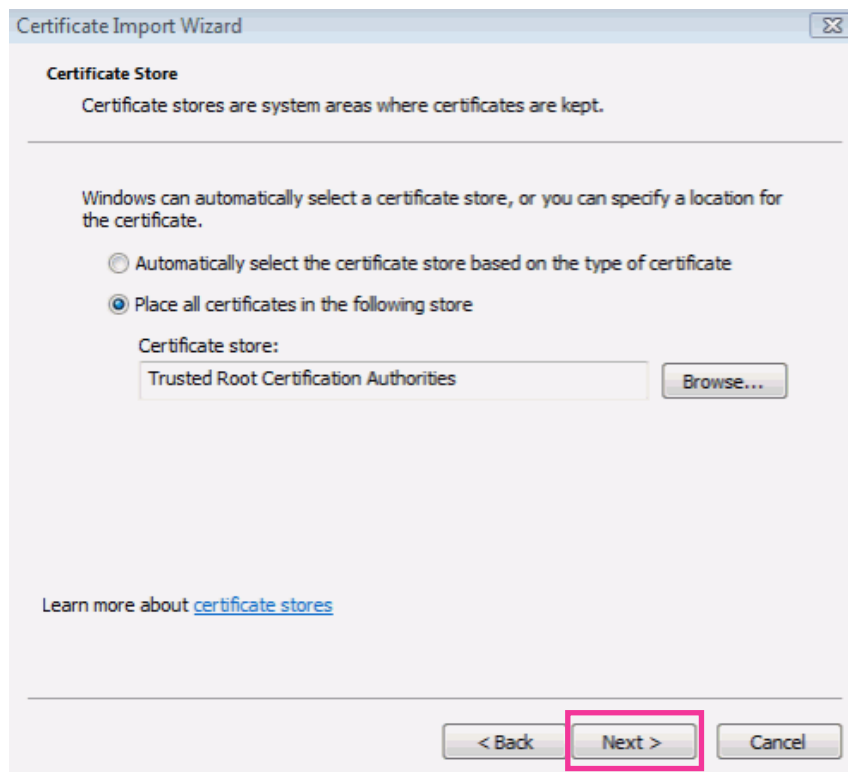 Certificate Import Wizard
Certificate Store
Certificate stores are system areas where certificates are kept.
Windows can automatically select a certificate store, or you can specify a location for
the certificate.
Automatically select the certificate store based on the type of certificate
Place all certificates in the following store
Certificate store:
Trusted Root Certification Authorities
Browse...
Learn more about certificate stores
< Back
Next >
Cancel